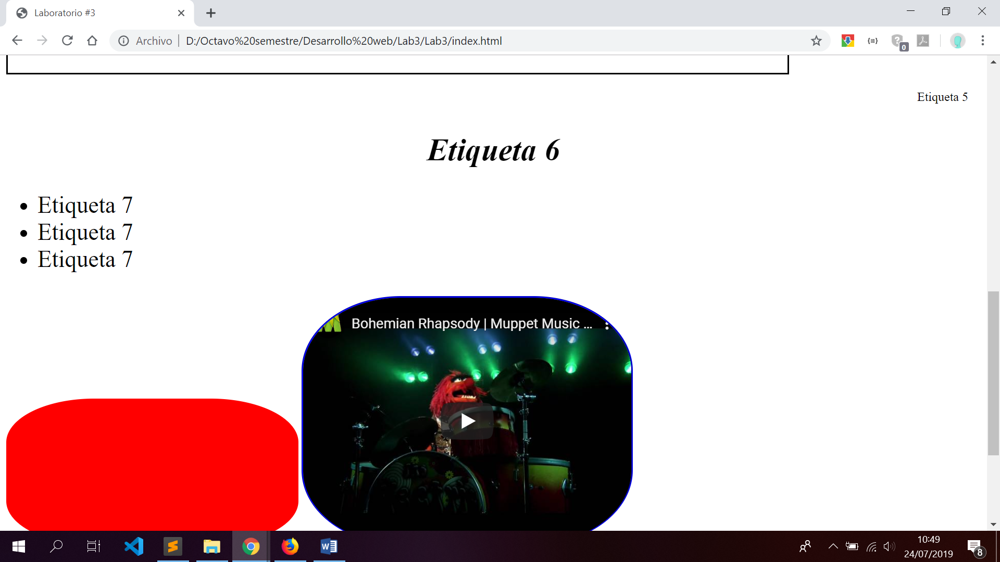 Laboratorio #3
Archivo | D:/Octavo%20semestre/Desarrollo%20web/Lab3/Lab3/index.html
0
Etiqueta 5
Etiqueta 6
Etiqueta 7
Etiqueta 7
Etiqueta 7
Bohemian Rhapsody | Muppet Music ...
10:49
24/07/2019
8